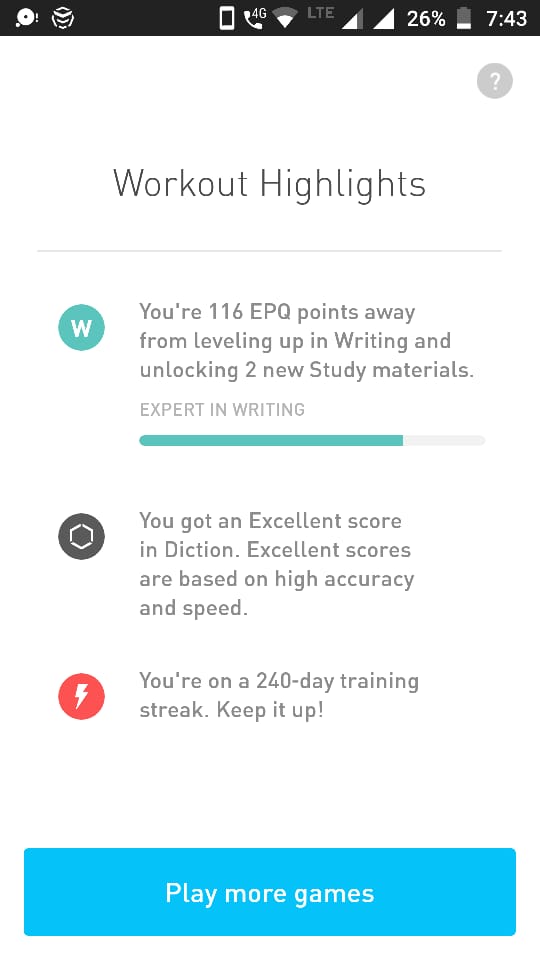 4G LTE 26% 7:43
?
Workout Highlights
W
You're 116 EPQ points away
from leveling up in Writing and
unlocking 2 new Study materials.
EXPERT IN WRITING
You got an Excellent score
in Diction. Excellent scores
are based on high accuracy
and speed.
You're on a 240-day training
streak. Keep it up!
Play more games